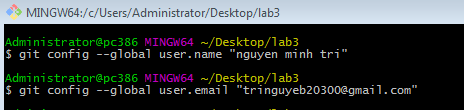 MINGW64:/c/Users/Administrator/Desktop/lab3
Administrator@pc386 MINGW64 ~/Desktop/lab3
$ git config --global user.name "nguyen minh tri"
Administrator@pc386 MINGW64 ~/Desktop/lab3
$ git config --global user.email "tringuyeb20300@gmail.com"